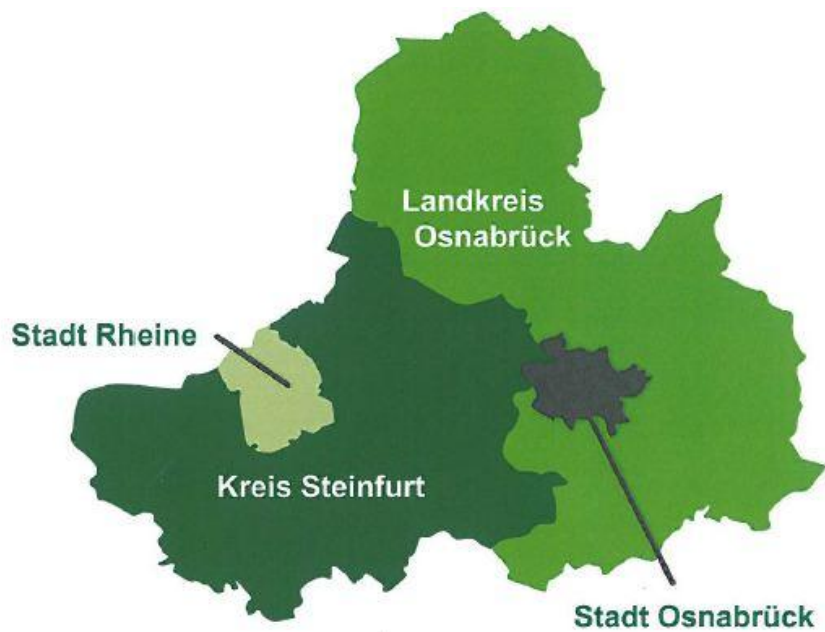 Landkreis
Osnabrück
Stadt Rheine
Kreis Steinfurt
Stadt Osnabrück